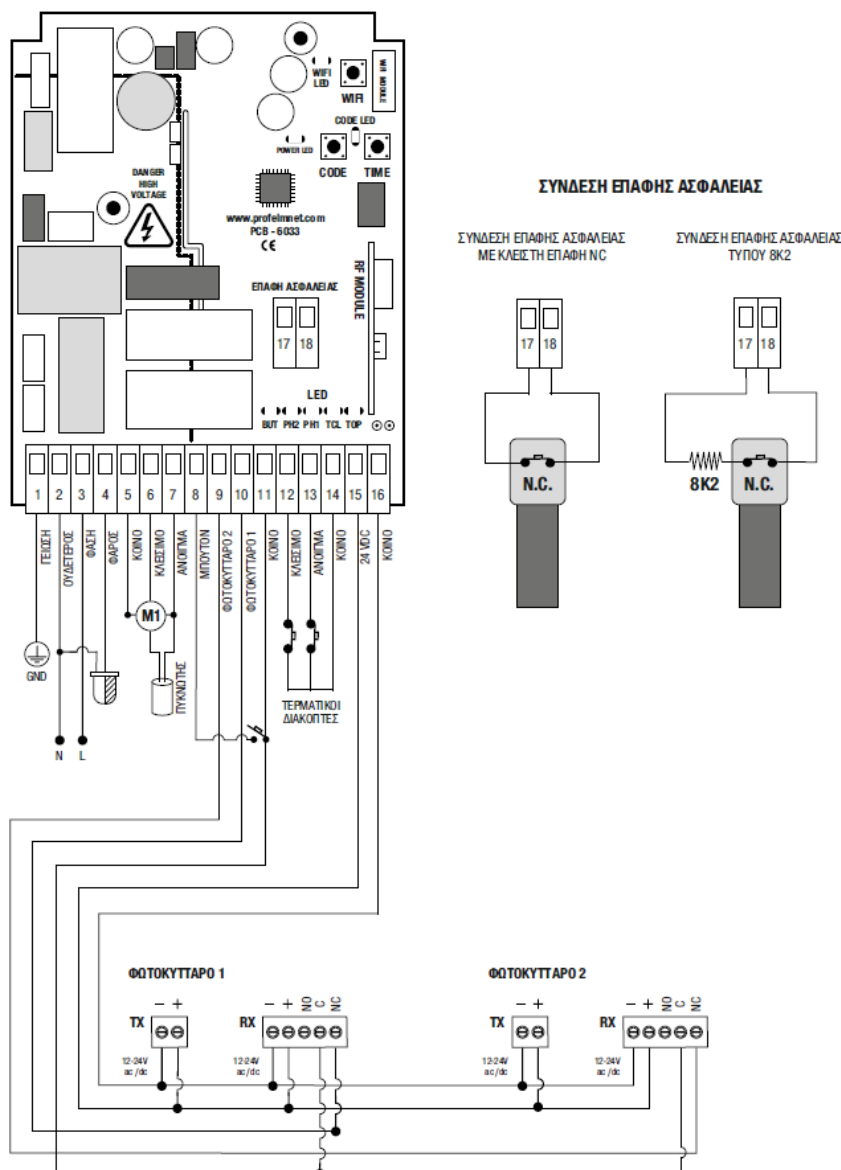 WIFI
LED
WIFI
WIFI MODULE
CODE LED
POWER LED
CODE
TIME
DANGER
HIGH
VOLTAGE
www.profelmnet.com
PCB - 6033
CE
RF MODULE
ΕΠΑΦΗ ΑΣΦΑΛΕΙΑΣ
17 18
LED
BUT PH2 PH1 TCL TOP
1 2 3 4 5 6 7 8 9 10 11 12 13 14 15 16
ΓΕΙΩΣΗ
ΟΥΔΕΤΕΡΟΣ
ΦΑΣΗ
ΦΑΡΟΣ
ΚΟΙΝΟ
ΚΛΕΙΣΙΜΟ
ΑΝΟΙΓΜΑ
ΜΠΟΥΤΟΝ
ΦΩΤΟΚΥΤΤΑΡΟ 2
ΦΩΤΟΚΥΤΤΑΡΟ 1
ΚΟΙΝΟ
ΚΛΕΙΣΙΜΟ
ΑΝΟΙΓΜΑ
ΚΟΙΝΟ
24 VDC
ΚΟΙΝΟ
M1
GND
ΠΥΚΝΩΤΗΣ
ΤΕΡΜΑΤΙΚΟΙ
ΔΙΑΚΟΠΤΕΣ
N L
ΣΥΝΔΕΣΗ ΕΠΑΦΗΣ ΑΣΦΑΛΕΙΑΣ
ΣΥΝΔΕΣΗ ΕΠΑΦΗΣ ΑΣΦΑΛΕΙΑΣ
ΜΕ ΚΛΕΙΣΤΗ ΕΠΑΦΗ NC
17 18
N.C.
ΣΥΝΔΕΣΗ ΕΠΑΦΗΣ ΑΣΦΑΛΕΙΑΣ
ΤΥΠΟΥ 8K2
17 18
8K2
N.C.
ΦΩΤΟΚΥΤΤΑΡΟ 1
TX
− +
12-24V
ac/dc
RX
− + NO C NC
12-24V
ac/dc
ΦΩΤΟΚΥΤΤΑΡΟ 2
TX
− +
12-24V
ac/dc
RX
− + NO C NC
12-24V
ac/dc